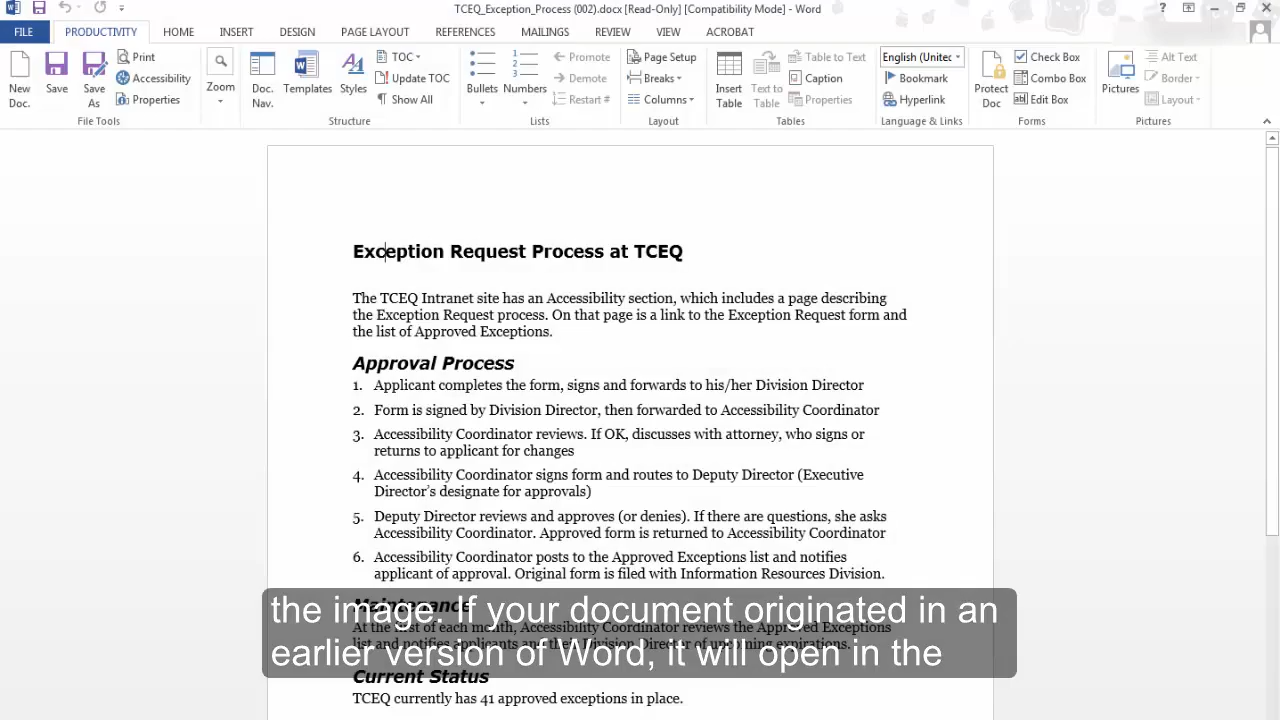 TCEQ_Exception_Process (002).docx [Read-Only] [Compatibility Mode] - Word
FILE PRODUCTIVITY HOME INSERT DESIGN PAGE LAYOUT REFERENCES MAILINGS REVIEW VIEW ACROBAT
New Doc.
Save
Save As
Print
Accessibility
Properties
File Tools
Zoom
Doc. Nav.
Templates
Styles
TOC
Update TOC
Show All
Structure
Bullets
Numbers
Promote
Demote
Restart #
Lists
Page Setup
Breaks
Columns
Layout
Insert Table
Text to Table
Table to Text
Caption
Properties
Tables
English (Unitec
Bookmark
Hyperlink
Language & Links
Protect Doc
Check Box
Combo Box
Edit Box
Forms
Pictures
Alt Text
Border
Layout
Pictures
Exception Request Process at TCEQ
The TCEQ Intranet site has an Accessibility section, which includes a page describing
the Exception Request process. On that page is a link to the Exception Request form and
the list of Approved Exceptions.
Approval Process
1. Applicant completes the form, signs and forwards to his/her Division Director
2. Form is signed by Division Director, then forwarded to Accessibility Coordinator
3. Accessibility Coordinator reviews. If OK, discusses with attorney, who signs or
returns to applicant for changes
4. Accessibility Coordinator signs form and routes to Deputy Director (Executive
Director's designate for approvals)
5. Deputy Director reviews and approves (or denies). If there are questions, she asks
Accessibility Coordinator. Approved form is returned to Accessibility Coordinator
6. Accessibility Coordinator posts to the Approved Exceptions list and notifies
applicant of approval. Original form is filed with Information Resources Division.
Maintenance
At the first of each month, Accessibility Coordinator reviews the Approved Exceptions
list and notifies applicants and their Division Director of upcoming expirations.
the image. If your document originated in an
earlier version of Word, it will open in the
Current Status
TCEQ currently has 41 approved exceptions in place.